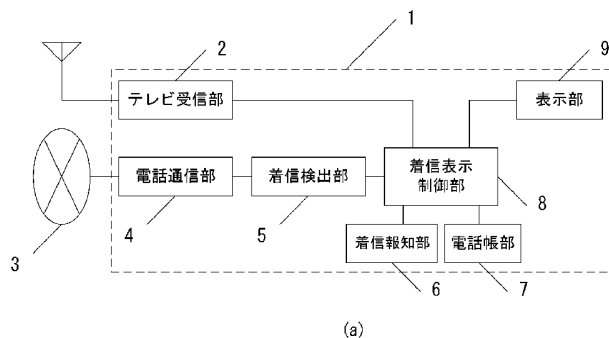 1
2
9
テレビ受信部
表示部
電話通信部
着信検出部
着信表示
制御部
8
4
5
3
着信報知部
電話帳部
6
7
(a)